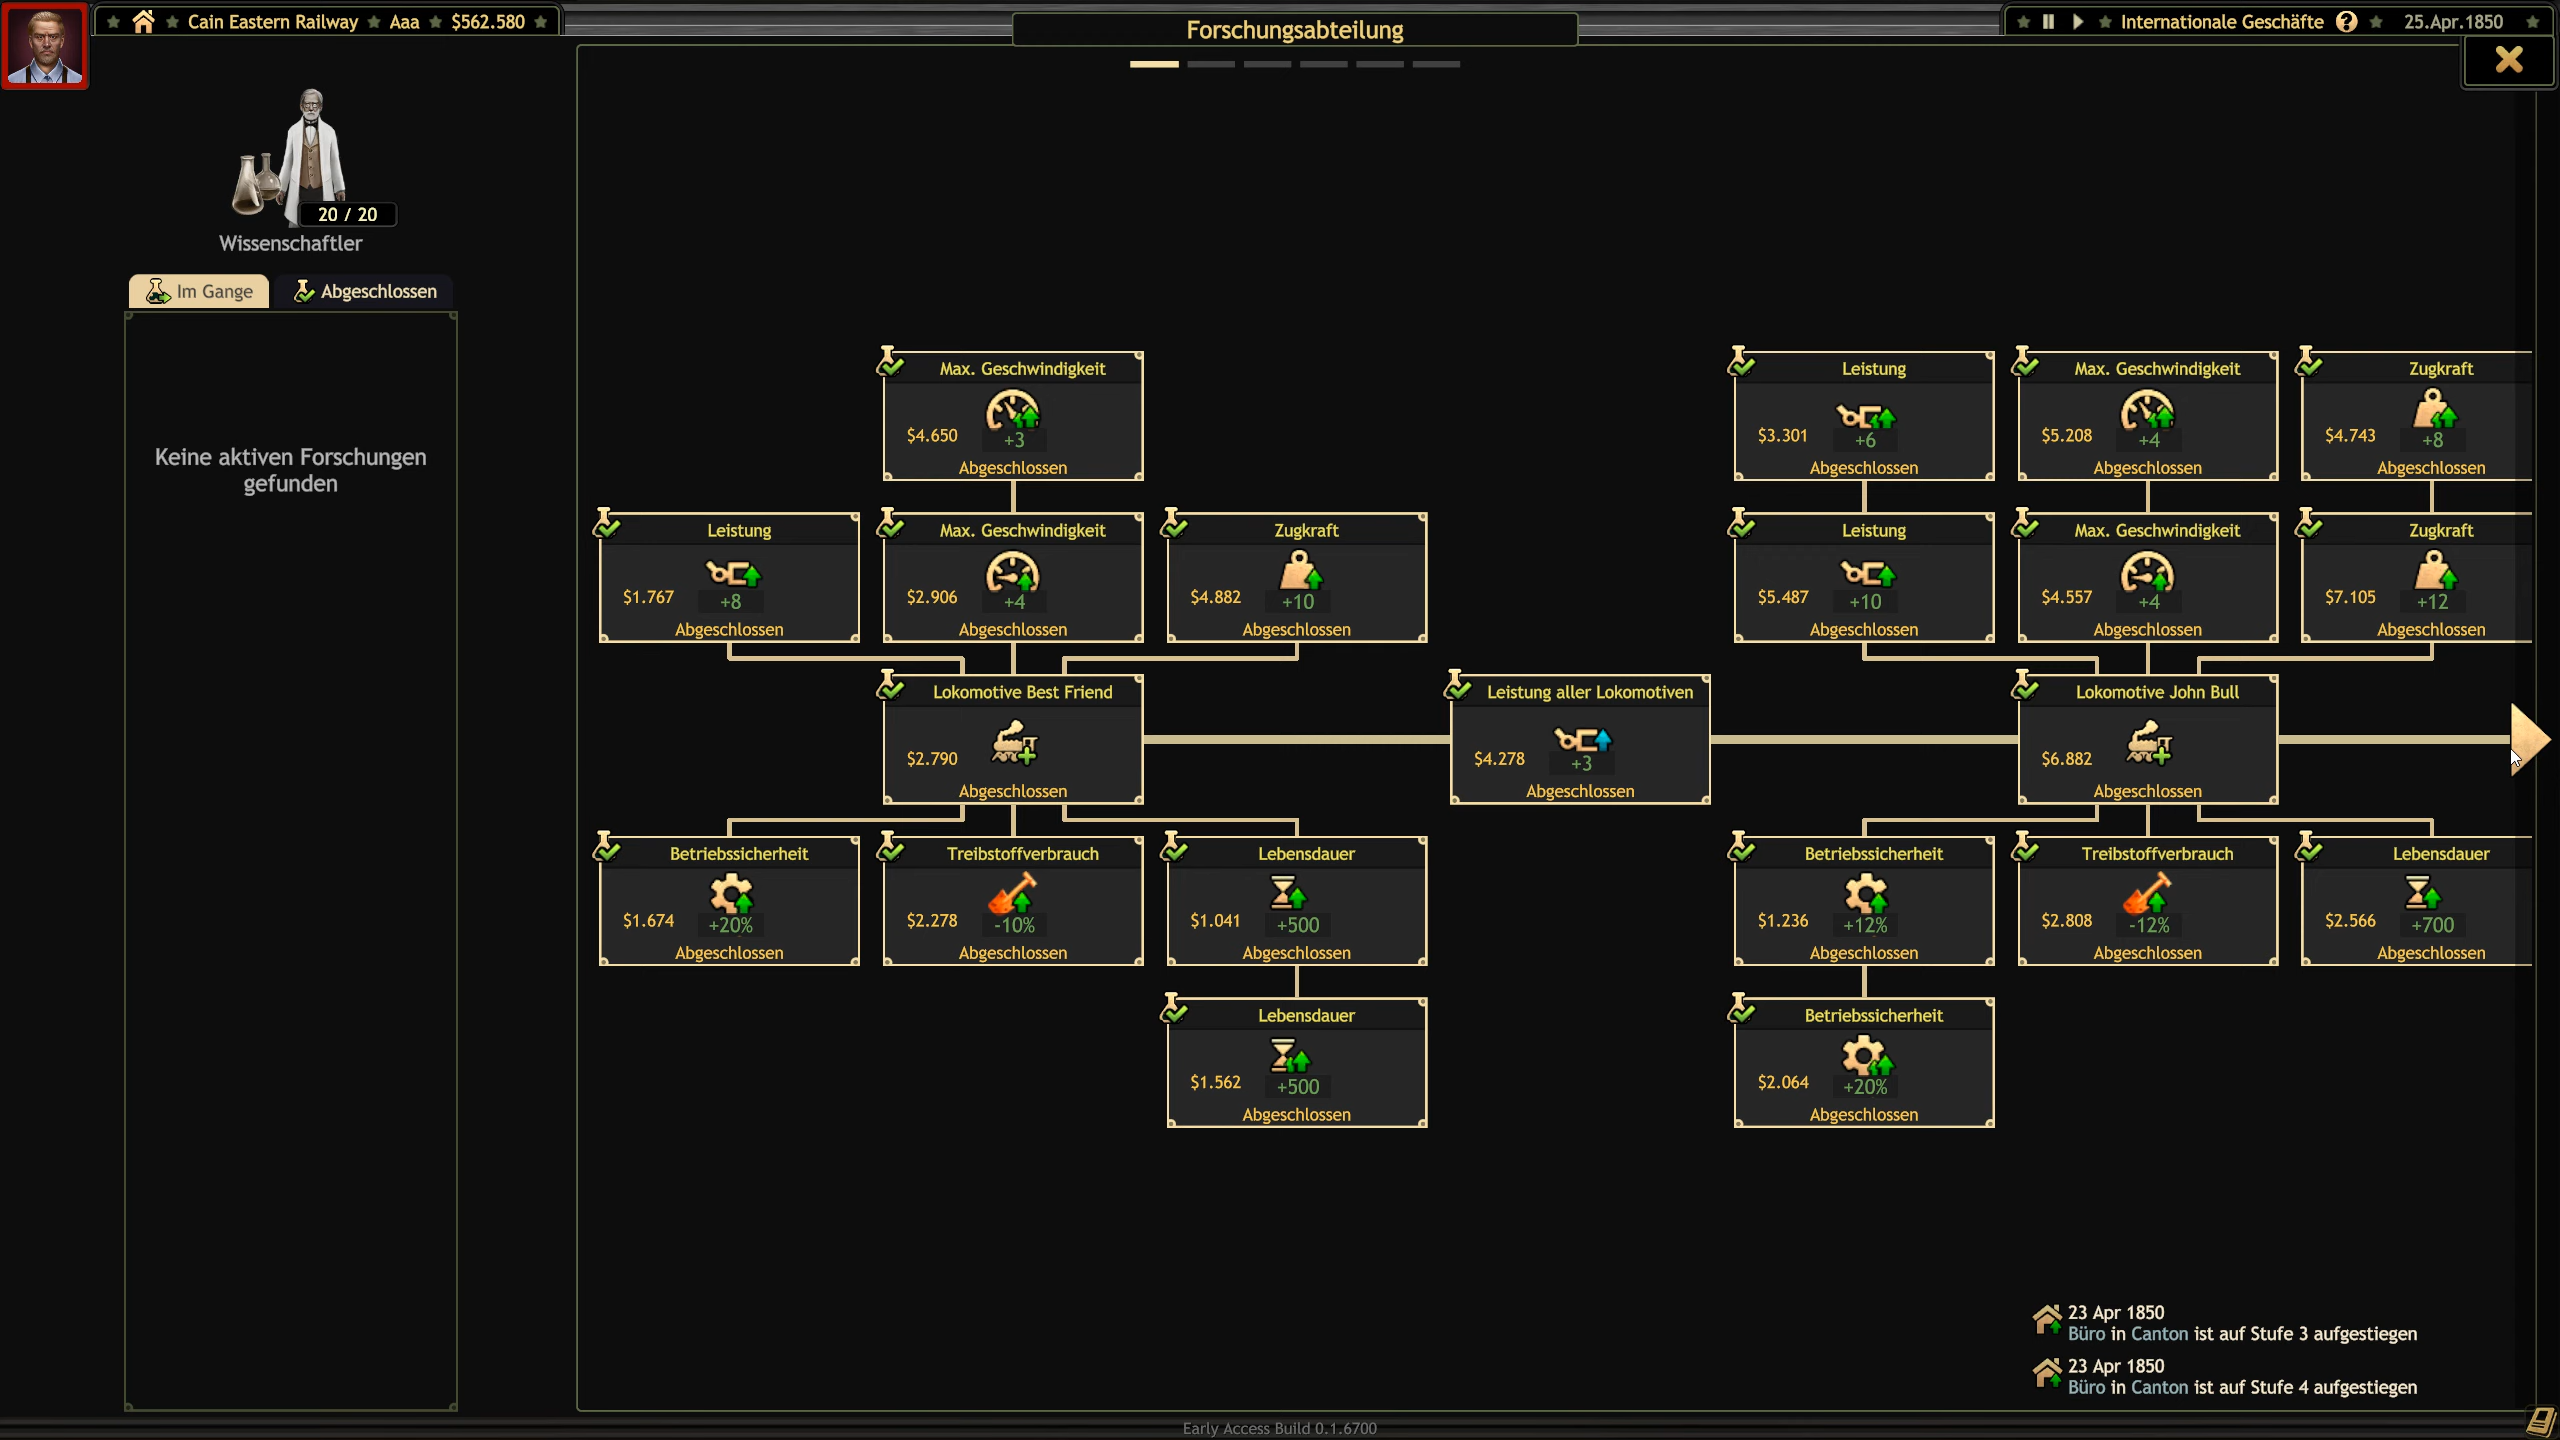 Cain Eastern Railway Aaa $562.580
Forschungsabteilung
Internationale Geschäfte ? 25.Apr.1850
20 / 20
Wissenschaftler
Im Gange Abgeschlossen
Keine aktiven Forschungen
gefunden
Max. Geschwindigkeit
$4.650
+3
Abgeschlossen
Leistung
$3.301
+6
Abgeschlossen
Max. Geschwindigkeit
$5.208
+4
Abgeschlossen
Zugkraft
$4.743
+8
Abgeschlossen
Leistung
$1.767
+8
Abgeschlossen
Max. Geschwindigkeit
$2.906
+4
Abgeschlossen
Zugkraft
$4.882
+10
Abgeschlossen
Leistung
$5.487
+10
Abgeschlossen
Max. Geschwindigkeit
$4.557
+4
Abgeschlossen
Zugkraft
$7.105
+12
Abgeschlossen
Lokomotive Best Friend
$2.790
Abgeschlossen
Leistung aller Lokomotiven
$4.278
+3
Abgeschlossen
Lokomotive John Bull
$6.882
Abgeschlossen
Betriebssicherheit
$1.674
+20%
Abgeschlossen
Treibstoffverbrauch
$2.278
-10%
Abgeschlossen
Lebensdauer
$1.041
+500
Abgeschlossen
Betriebssicherheit
$1.236
+12%
Abgeschlossen
Treibstoffverbrauch
$2.808
-12%
Abgeschlossen
Lebensdauer
$2.566
+700
Abgeschlossen
Lebensdauer
$1.562
+500
Abgeschlossen
Betriebssicherheit
$2.064
+20%
Abgeschlossen
23 Apr 1850
Büro in Canton ist auf Stufe 3 aufgestiegen
23 Apr 1850
Büro in Canton ist auf Stufe 4 aufgestiegen
Early Access Build 0.1.6700